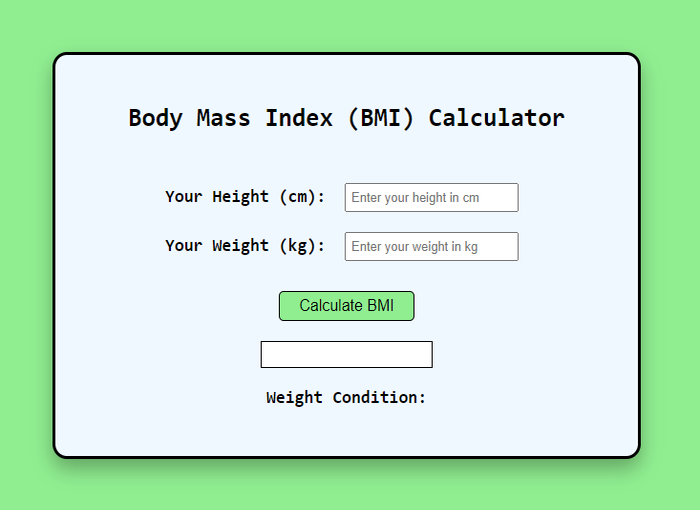 Body Mass Index (BMI) Calculator
Your Height (cm): Enter your height in cm
Your Weight (kg): Enter your weight in kg
Calculate BMI
Weight Condition: